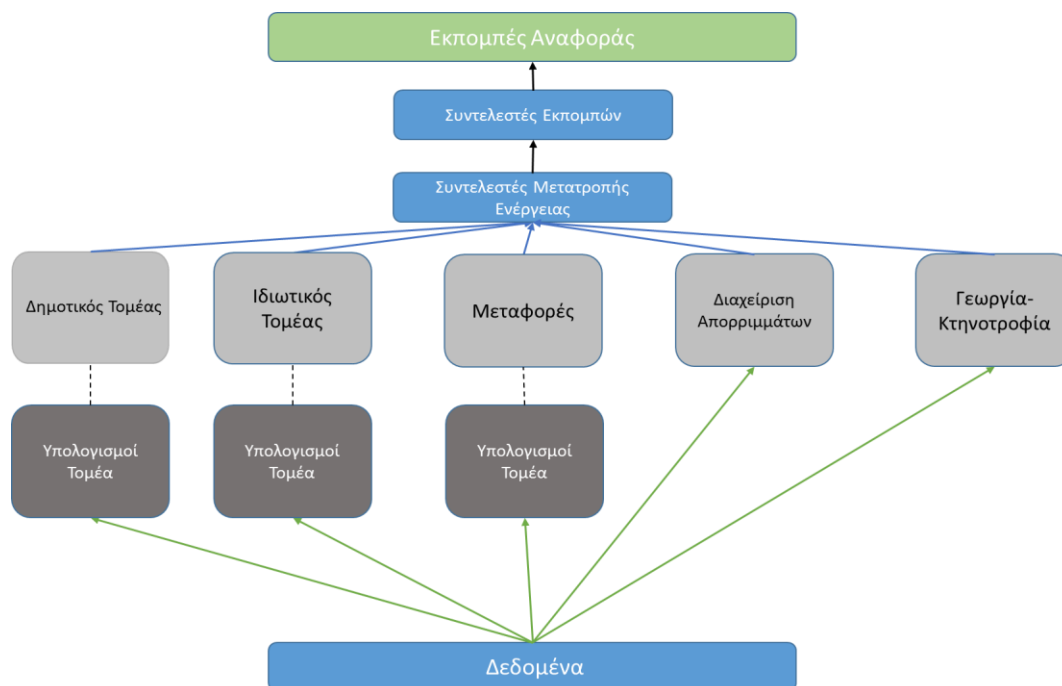 Εκπομπές Αναφοράς
Συντελεστές Εκπομπών
Συντελεστές Μετατροπής
Ενέργειας
Δημοτικός Τομέας
Ιδιωτικός
Τομέας
Μεταφορές
Διαχείριση
Απορριμμάτων
Γεωργία-
Κτηνοτροφία
Υπολογισμοί
Τομέα
Υπολογισμοί
Τομέα
Υπολογισμοί
Τομέα
Δεδομένα